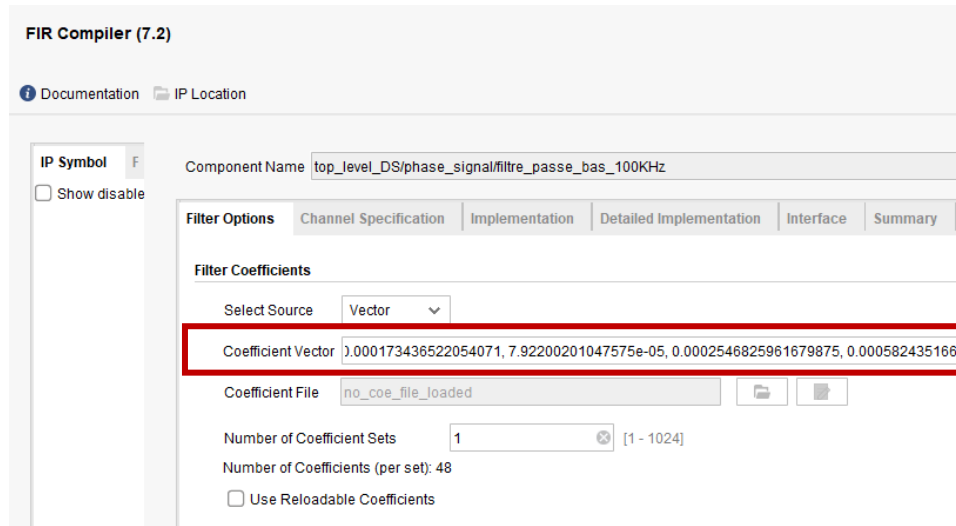 FIR Compiler (7.2)
Documentation IP Location
IP Symbol F
Show disable
Component Name top_level_DS/phase_signal/filtre_passe_bas_100KHz
Filter Options Channel Specification Implementation Detailed Implementation Interface Summary
Filter Coefficients
Select Source Vector
Coefficient Vector 0.000173436522054071, 7.92200201047575e-05, 0.0002546825961679875, 0.000582435166
Coefficient File no_coe_file_loaded
Number of Coefficient Sets 1 [1 - 1024]
Number of Coefficients (per set): 48
Use Reloadable Coefficients